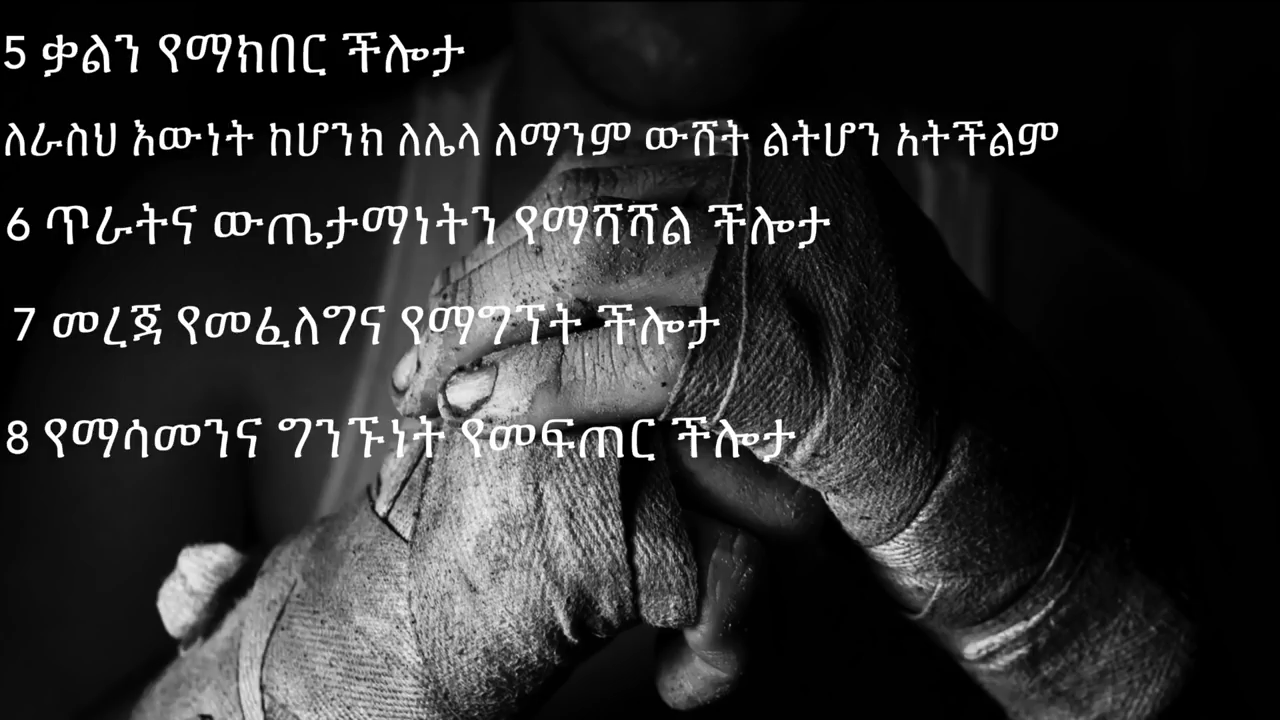 5 ቃልን የማክበር ችሎታ
ለራስህ እውነት ከሆንክ ለሌላ ለማንም ውሸት ልትሆን አትችልም
6 ጥራትና ውጤታማነትን የማሻሻል ችሎታ
7 መረጃ የመፈለግና የማግኘት ችሎታ
8 የማሳመንና ግንኙነት የመፍጠር ችሎታ